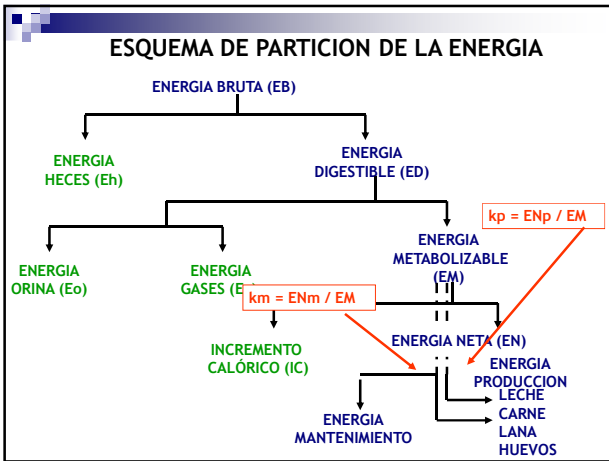 ESQUEMA DE PARTICION DE LA ENERGIA
ENERGIA BRUTA (EB)
ENERGIA
HECES (Eh)
ENERGIA
DIGESTIBLE (ED)
kp = ENp / EM
ENERGIA
ORINA (Eo)
ENERGIA
GASES
ENERGIA
METABOLIZABLE
(EM)
km = ENm / EM
INCREMENTO
CALÓRICO (IC)
ENERGIA NETA (EN)
ENERGIA
MANTENIMIENTO
ENERGIA
PRODUCCION
LECHE
CARNE
LANA
HUEVOS